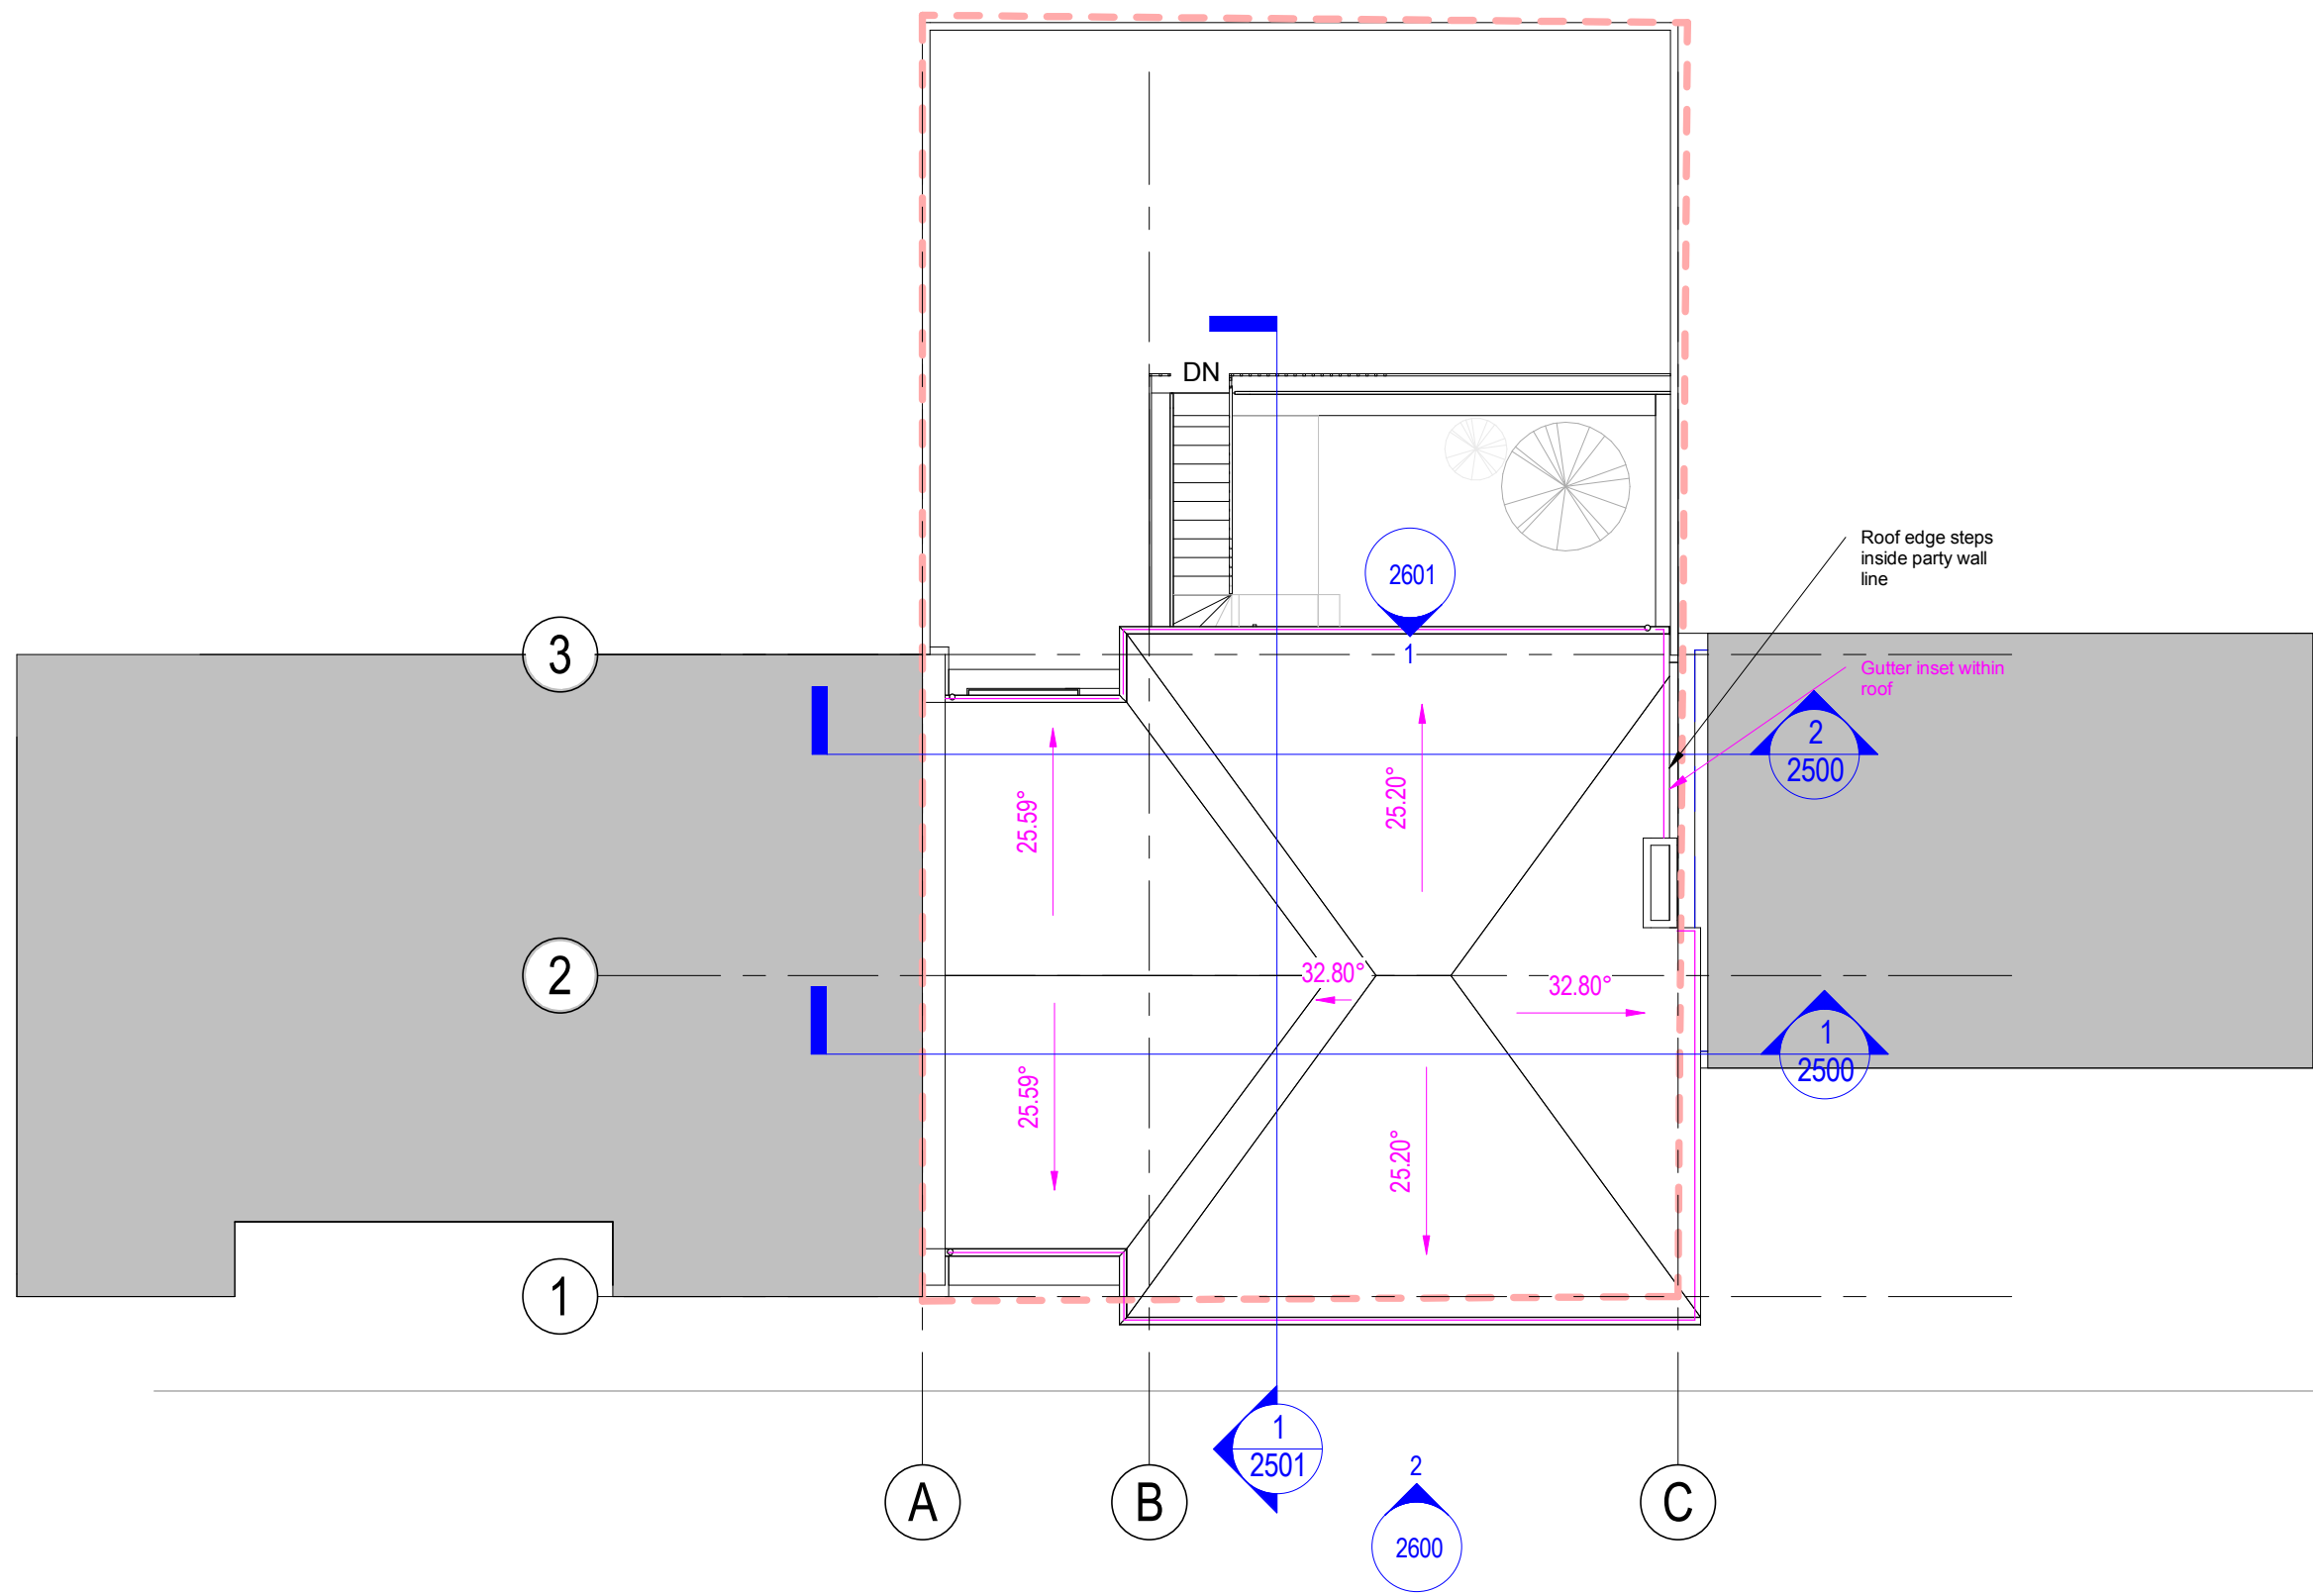 DN
2601
1
Roof edge steps
inside party wall
line
3
Gutter inset within
roof
2
2500
25.59°
25.20°
2
32.80°
32.80°
1
2500
25.59°
25.20°
1
1
2501
A
B
C
2
2600